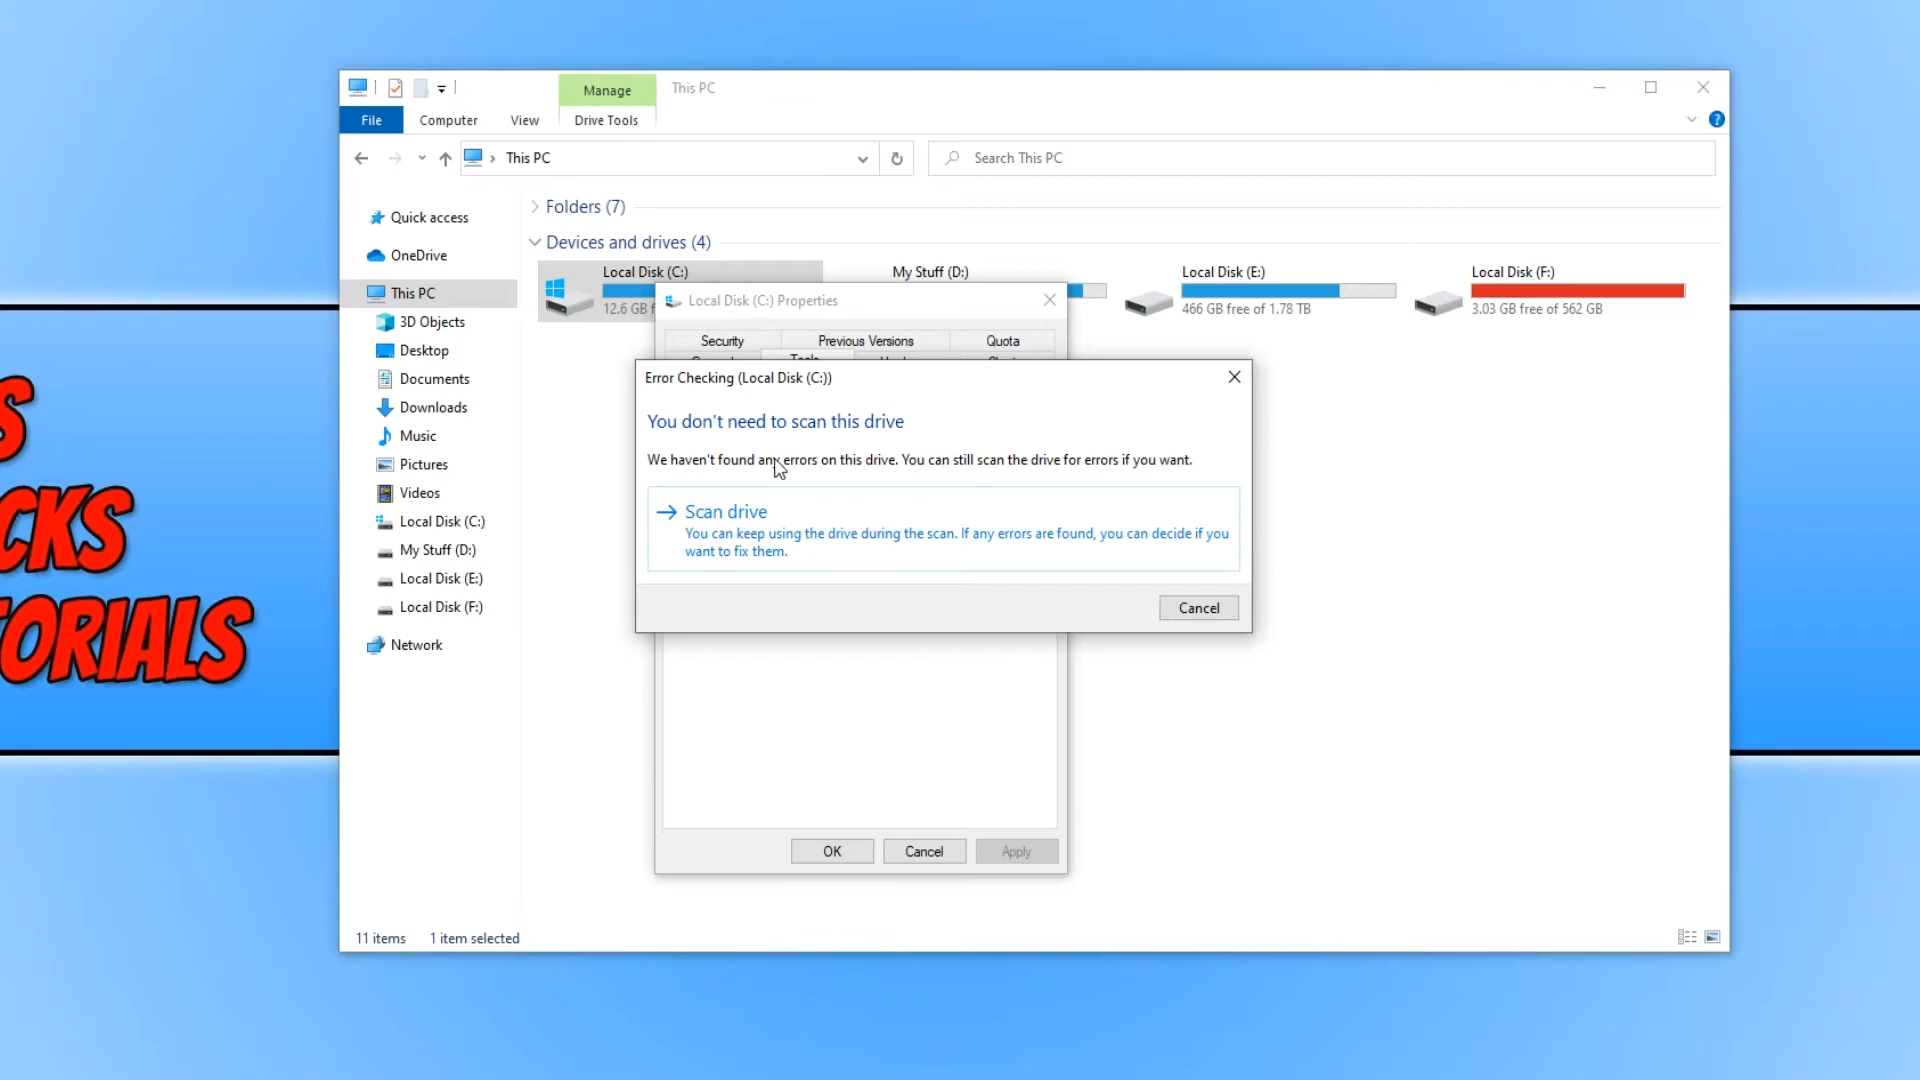 Manage
This PC
File
Computer
View
Drive Tools
This PC
Search This PC
Quick access
OneDrive
This PC
3D Objects
Desktop
Documents
Downloads
Music
Pictures
Videos
Local Disk (C:)
My Stuff (D:)
Local Disk (E:)
Local Disk (F:)
Network
Folders (7)
Devices and drives (4)
Local Disk (C:)
12.6 GB f
My Stuff (D:)
Local Disk (E:)
466 GB free of 1.78 TB
Local Disk (F:)
3.03 GB free of 562 GB
Local Disk (C:) Properties
Security
Previous Versions
Quota
Tools
Error Checking (Local Disk (C:))
You don't need to scan this drive
We haven't found any errors on this drive. You can still scan the drive for errors if you want.
Scan drive
You can keep using the drive during the scan. If any errors are found, you can decide if you
want to fix them.
Cancel
OK
Cancel
Apply
11 items
1 item selected
S
CKS
TORIALS